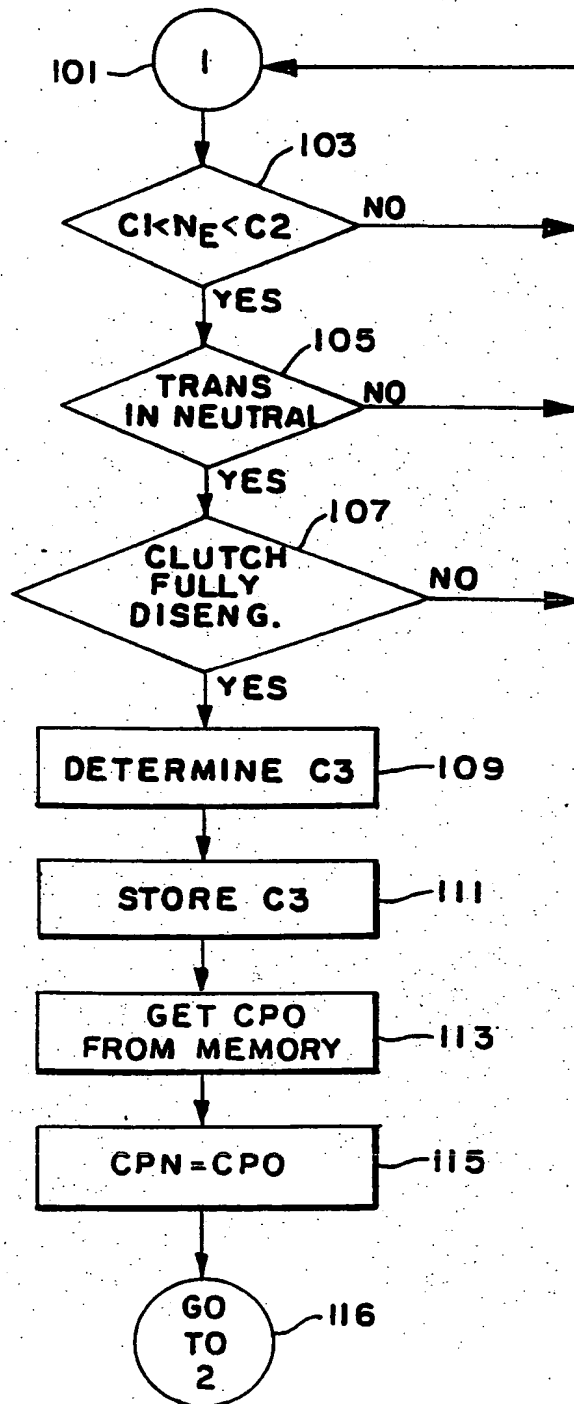 1
101
103
C1<NE<C2
NO
YES
105
TRANS
IN NEUTRAL
NO
YES
107
CLUTCH
FULLY
DISENG.
NO
YES
DETERMINE C3
109
STORE C3
111
GET CPO
FROM MEMORY
113
CPN=CPO
115
GO
TO
2
116